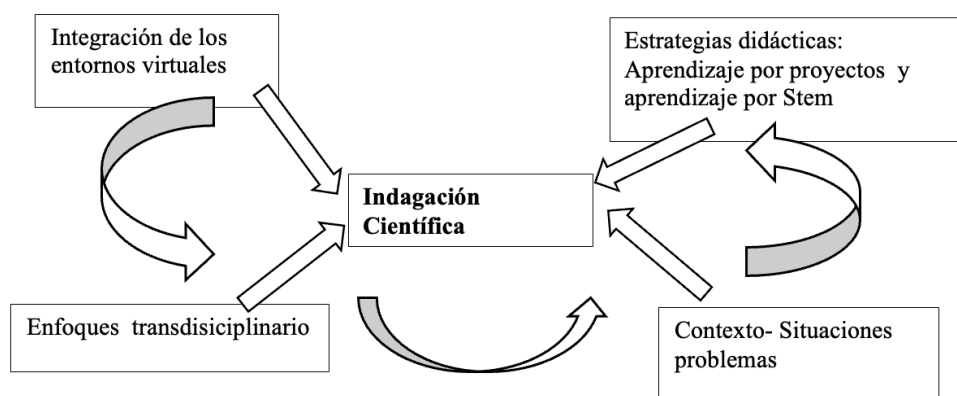 Integración de los
entornos virtuales
Estrategias didácticas:
Aprendizaje por proyectos y
aprendizaje por Stem
Indagación
Científica
Enfoques transdisiciplinario
Contexto- Situaciones
problemas